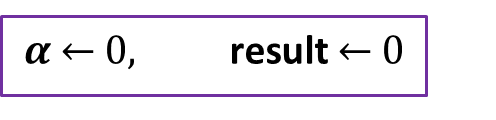 α ← 0, result ← 0